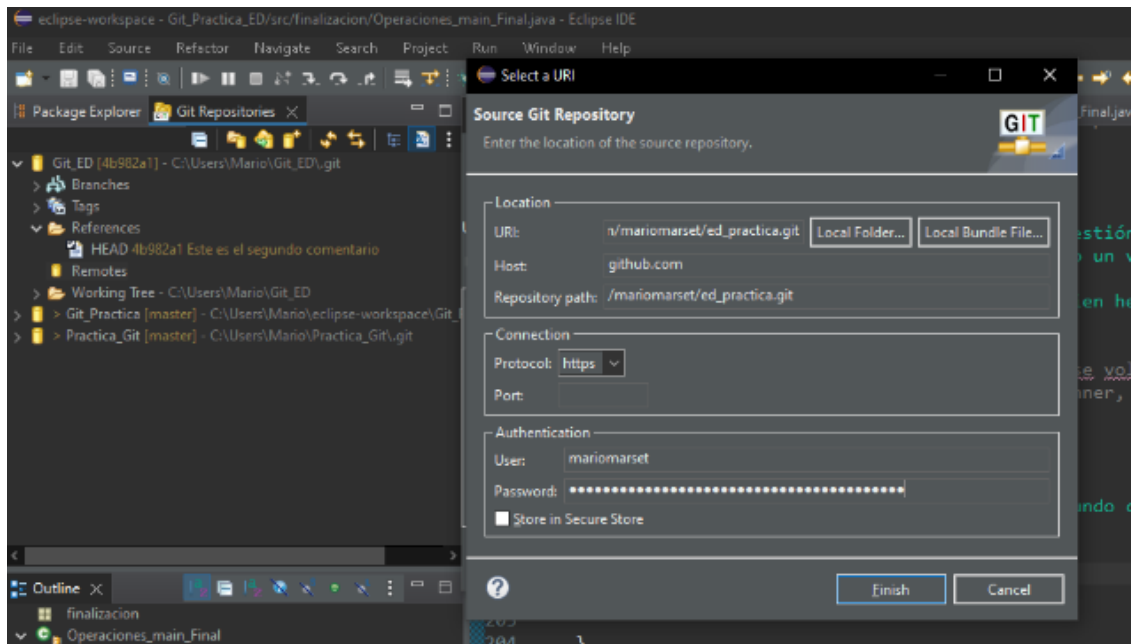 eclipse-workspace - Git_Practica_ED/src/finalizacion/Operaciones_main_Final.java - Eclipse IDE
File Edit Source Refactor Navigate Search Project Run Window Help
Package Explorer Git Repositories
Git_ED [4b982a1] - C:\Users\Mario\Git_ED\.git
Branches
Tags
References
HEAD 4b982a1 Este es el segundo comentario
Remotes
Working Tree - C:\Users\Mario\Git_ED
> Git_Practica [master] - C:\Users\Mario\eclipse-workspace\Git_
> Practica_Git [master] - C:\Users\Mario\Practica_Git\.git
Outline
finalizacion
Operaciones_main_Final
Select a URI
Source Git Repository
GIT
Enter the location of the source repository.
Location
URI: n/mariomarset/ed_practica.git Local Folder... Local Bundle File...
Host: github.com
Repository path: /mariomarset/ed_practica.git
Connection
Protocol: https
Port:
Authentication
User: mariomarset
Password: ••••••••••••••••••••••••••••••••••••••••
Store in Secure Store
Finish Cancel
Final.jav
estión
un v
en he
se vol
nner,
ando
204 }